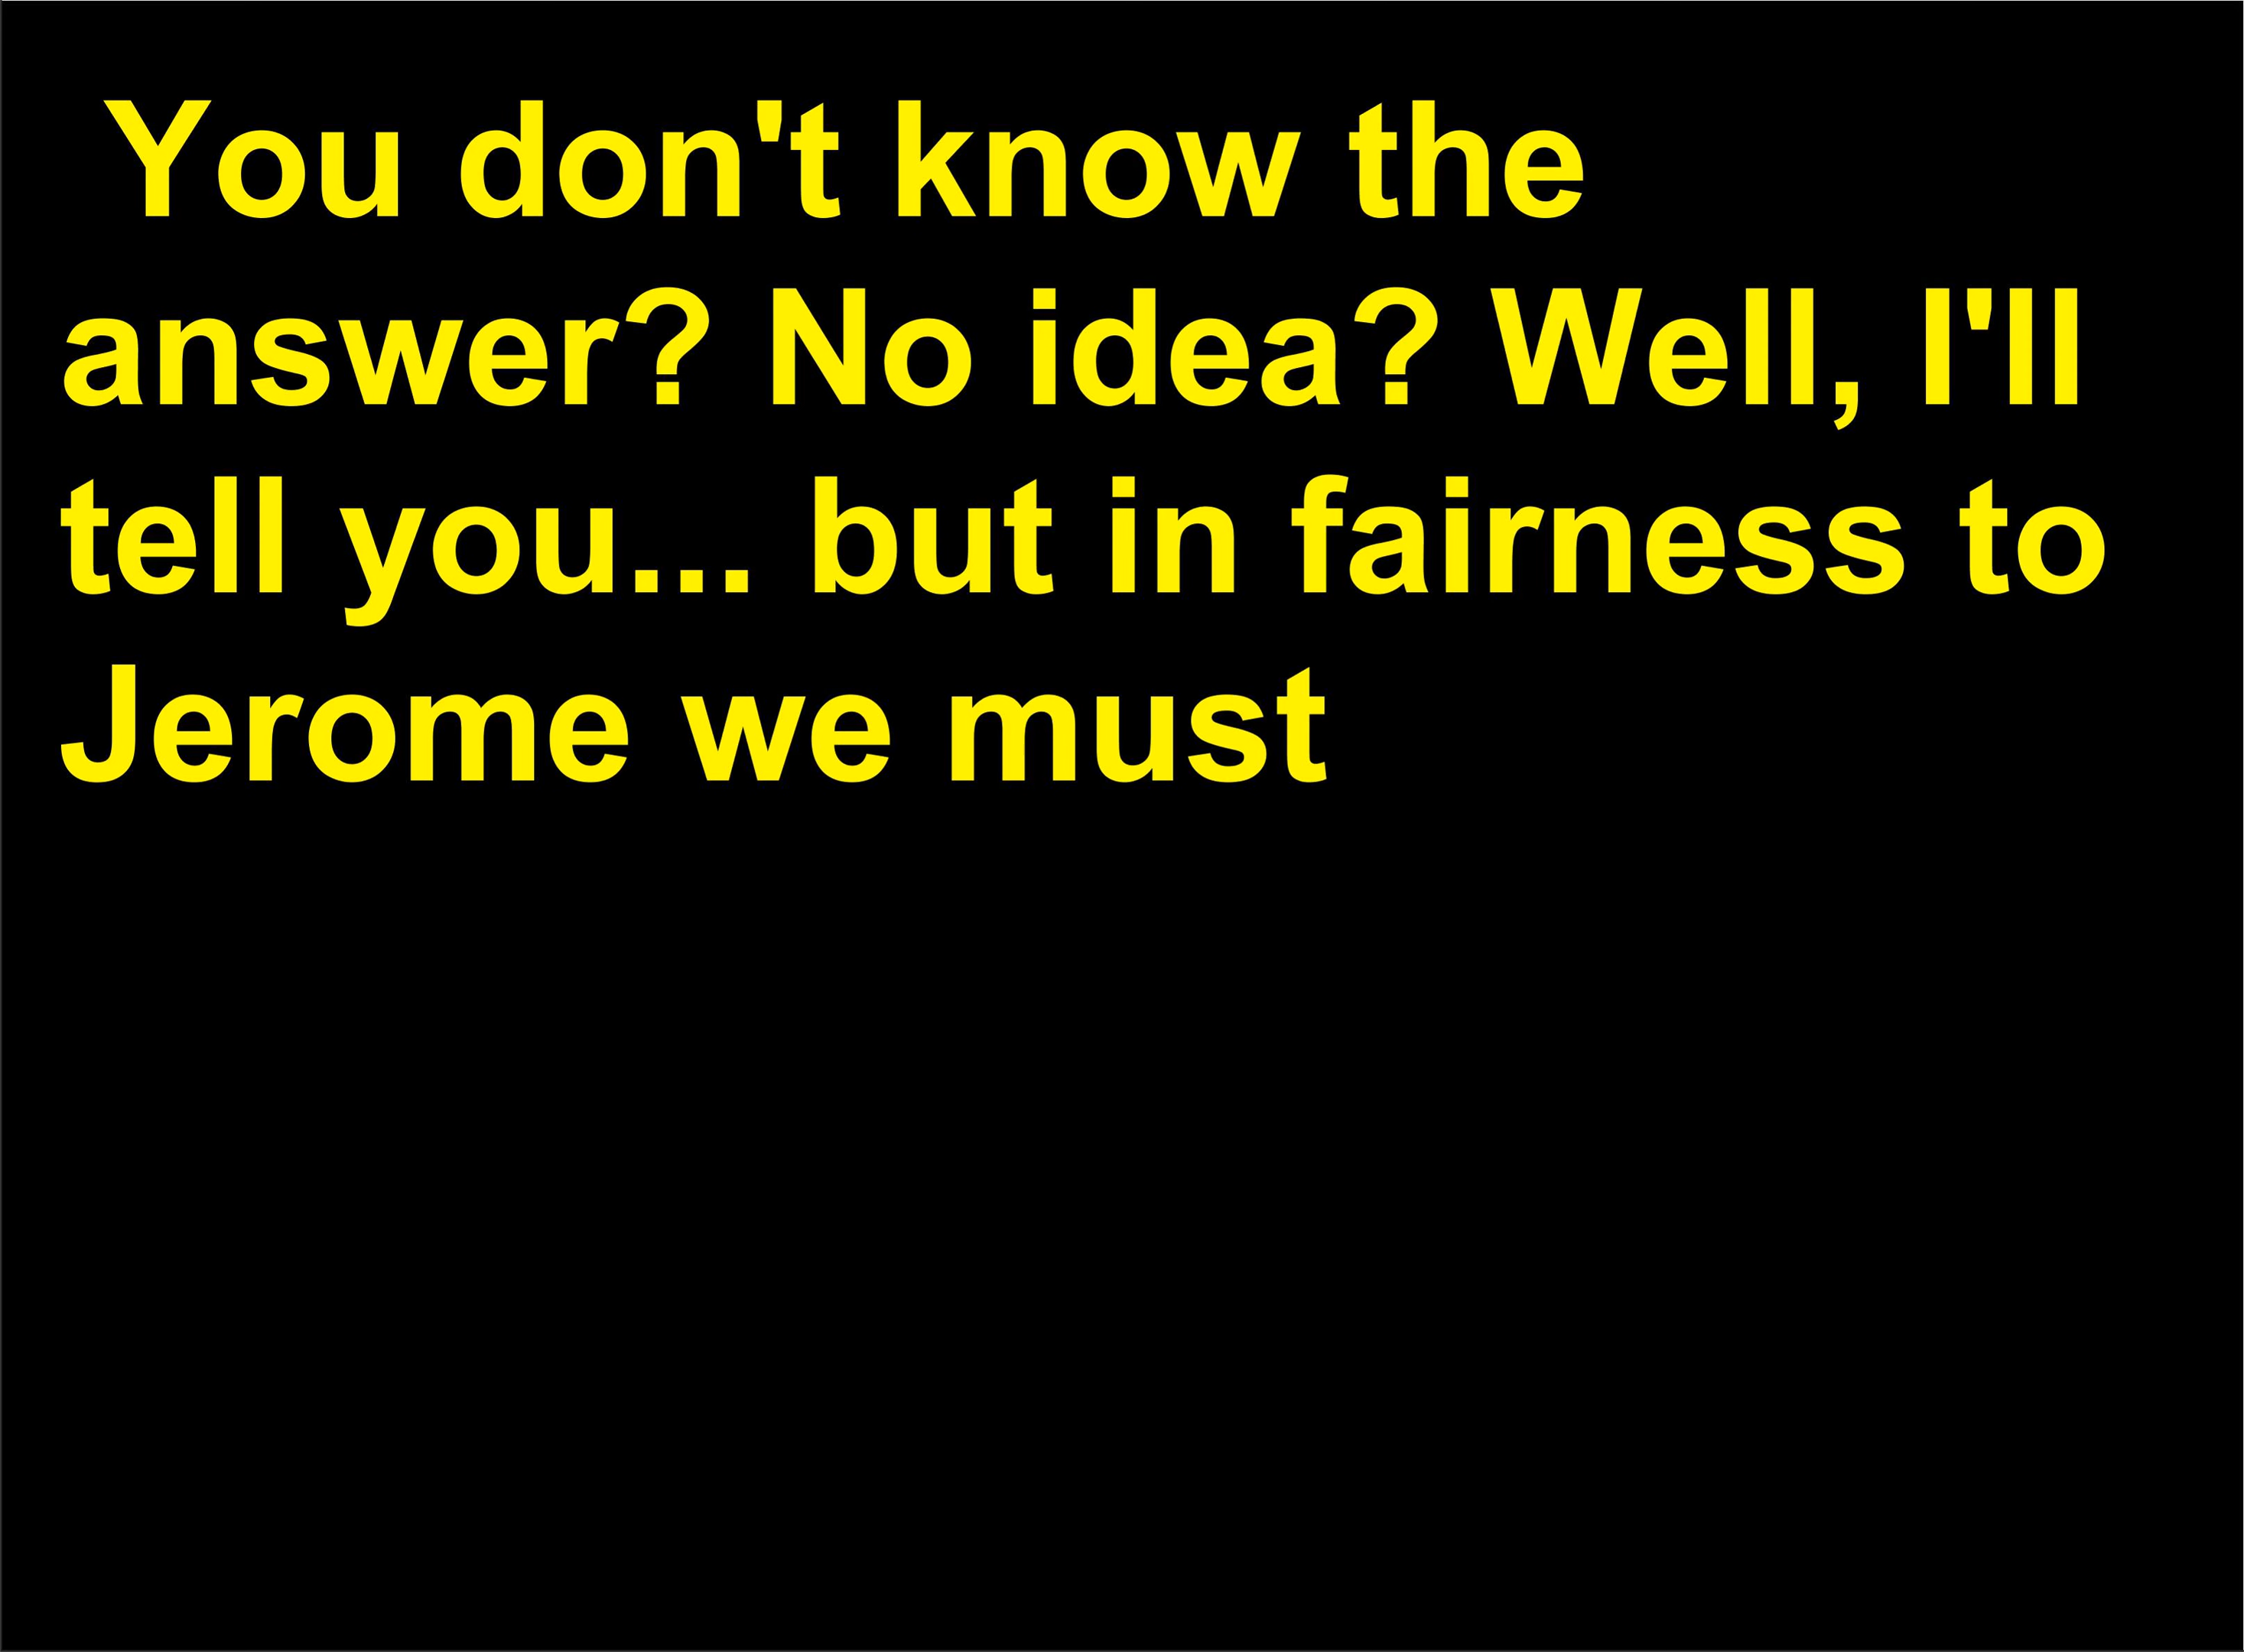 You don't know the
answer? No idea? Well, I'll
tell you... but in fairness to
Jerome we must